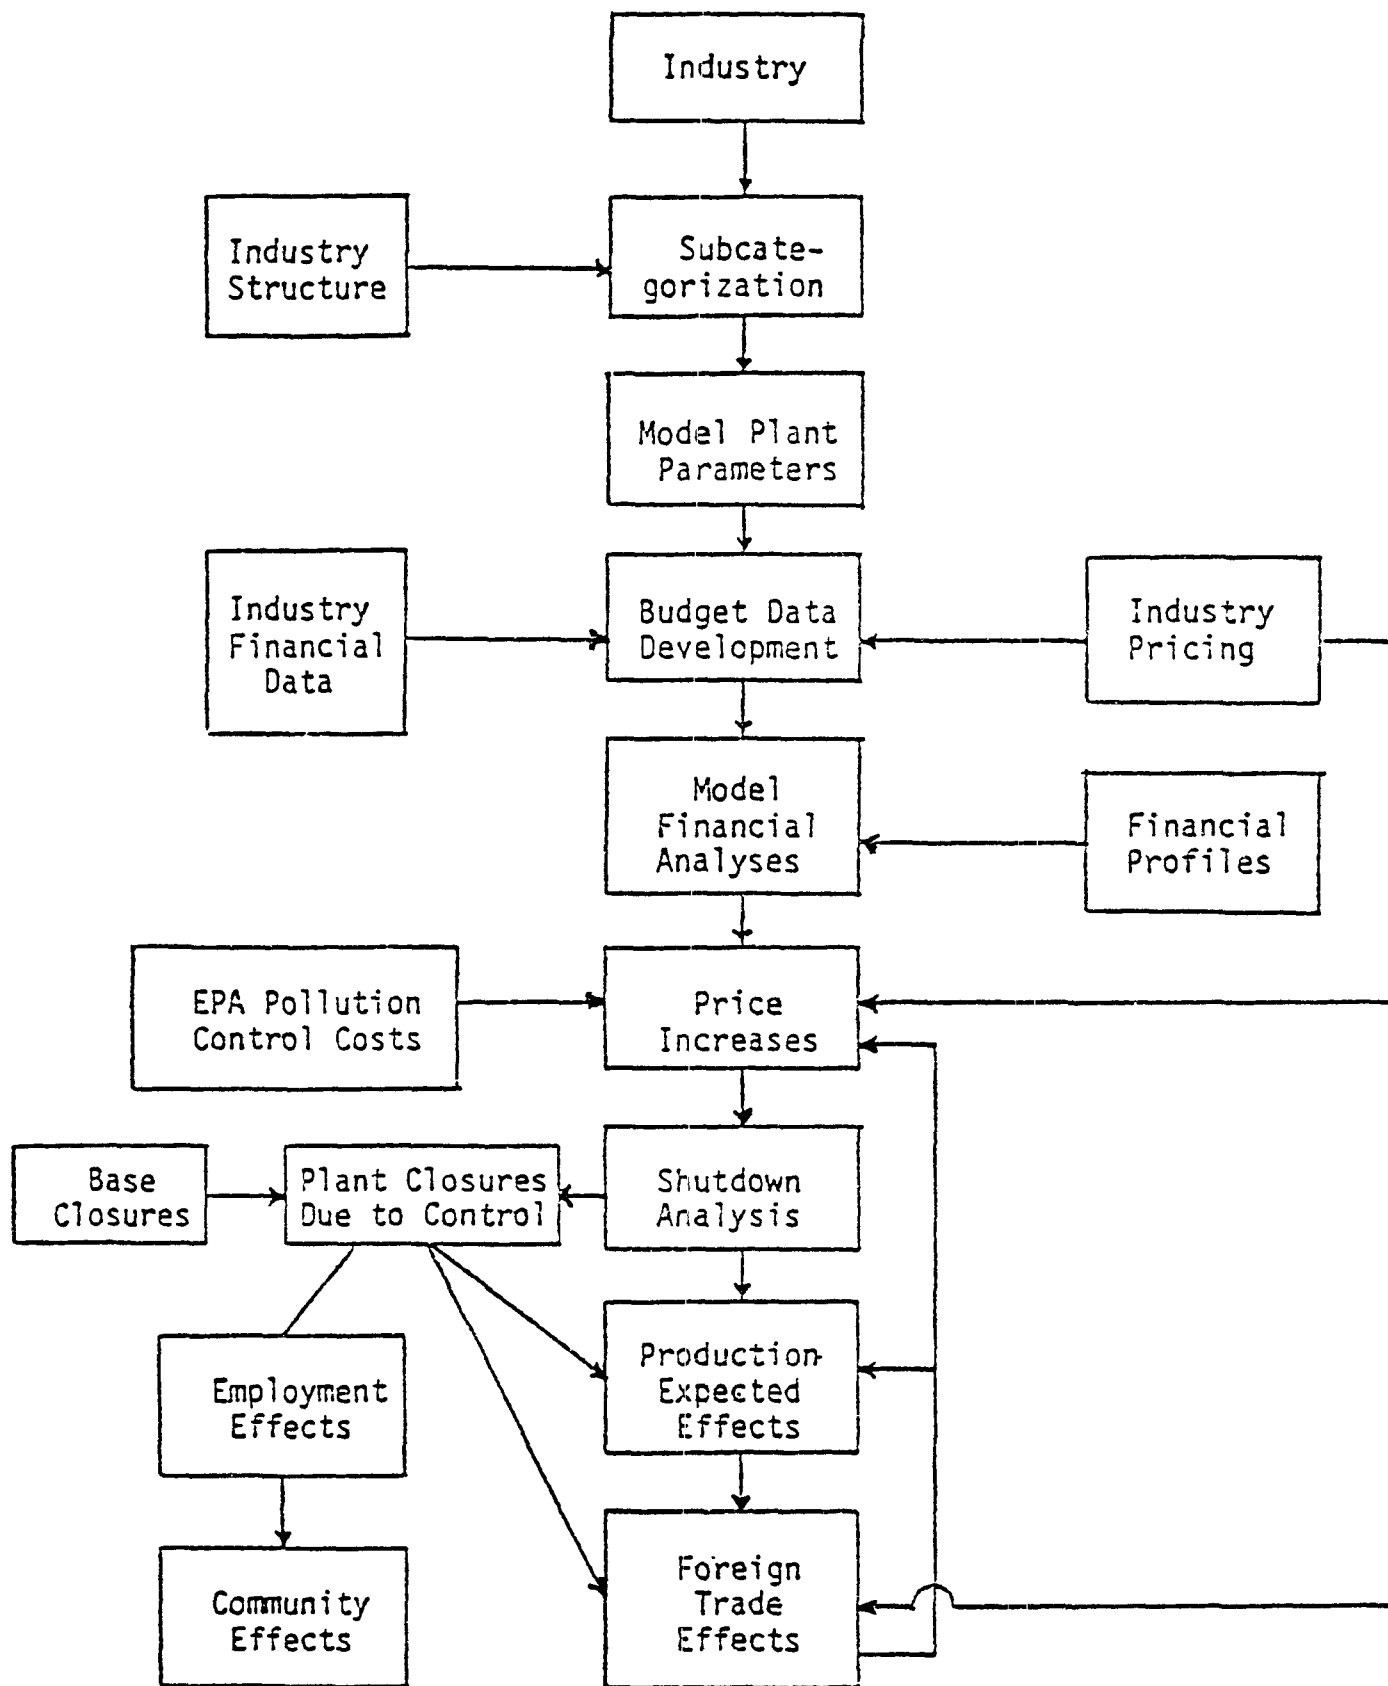 Industry
Industry
Structure
Subcate-
gorization
Model Plant
Parameters
Industry
Financial
Data
Budget Data
Development
Industry
Pricing
Model
Financial
Analyses
Financial
Profiles
EPA Pollution
Control Costs
Price
Increases
Base
Closures
Plant Closures
Due to Control
Shutdown
Analysis
Production-
Expected
Effects
Employment
Effects
Foreign
Trade
Effects
Community
Effects